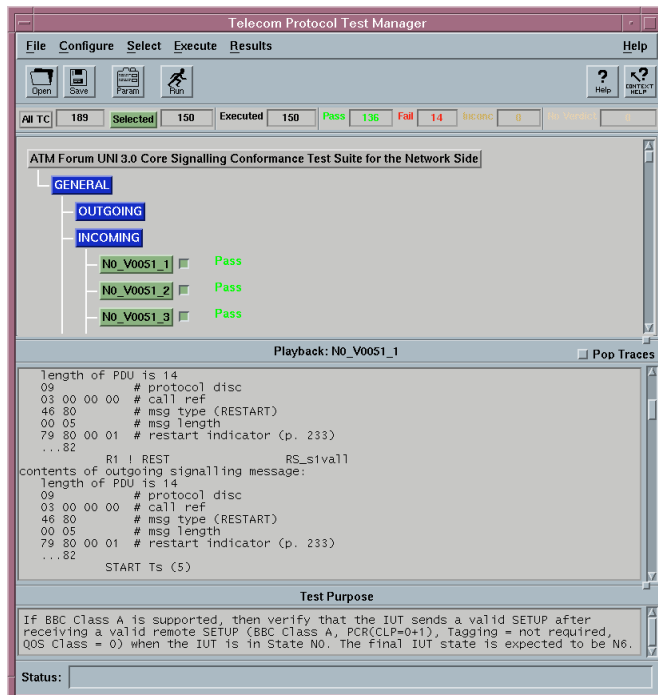 Telecom Protocol Test Manager
File Configure Select Execute Results Help
Open Save Param Run Help CONTEXT HELP
All TC 189 Selected 150 Executed 150 Pass 136 Fail 14 Inconc 0 No Verdict 0
ATM Forum UNI 3.0 Core Signalling Conformance Test Suite for the Network Side
GENERAL
OUTGOING
INCOMING
N0_V0051_1 Pass
N0_V0051_2 Pass
N0_V0051_3 Pass
Playback: N0_V0051_1 Pop Traces
length of PDU is 14
09 # protocol disc
03 00 00 00 # call ref
46 80 # msg type (RESTART)
00 05 # msg length
79 80 00 01 # restart indicator (p. 233)
...82
R1 ! REST RS_s1vall
contents of outgoing signalling message:
length of PDU is 14
09 # protocol disc
03 00 00 00 # call ref
46 80 # msg type (RESTART)
00 05 # msg length
79 80 00 01 # restart indicator (p. 233)
...82
START Ts (5)
Test Purpose
If BBC Class A is supported, then verify that the IUT sends a valid SETUP after
receiving a valid remote SETUP (BBC Class A, PCR(CLP=0+1), Tagging = not required,
QOS Class = 0) when the IUT is in State N0. The final IUT state is expected to be N6.
Status: